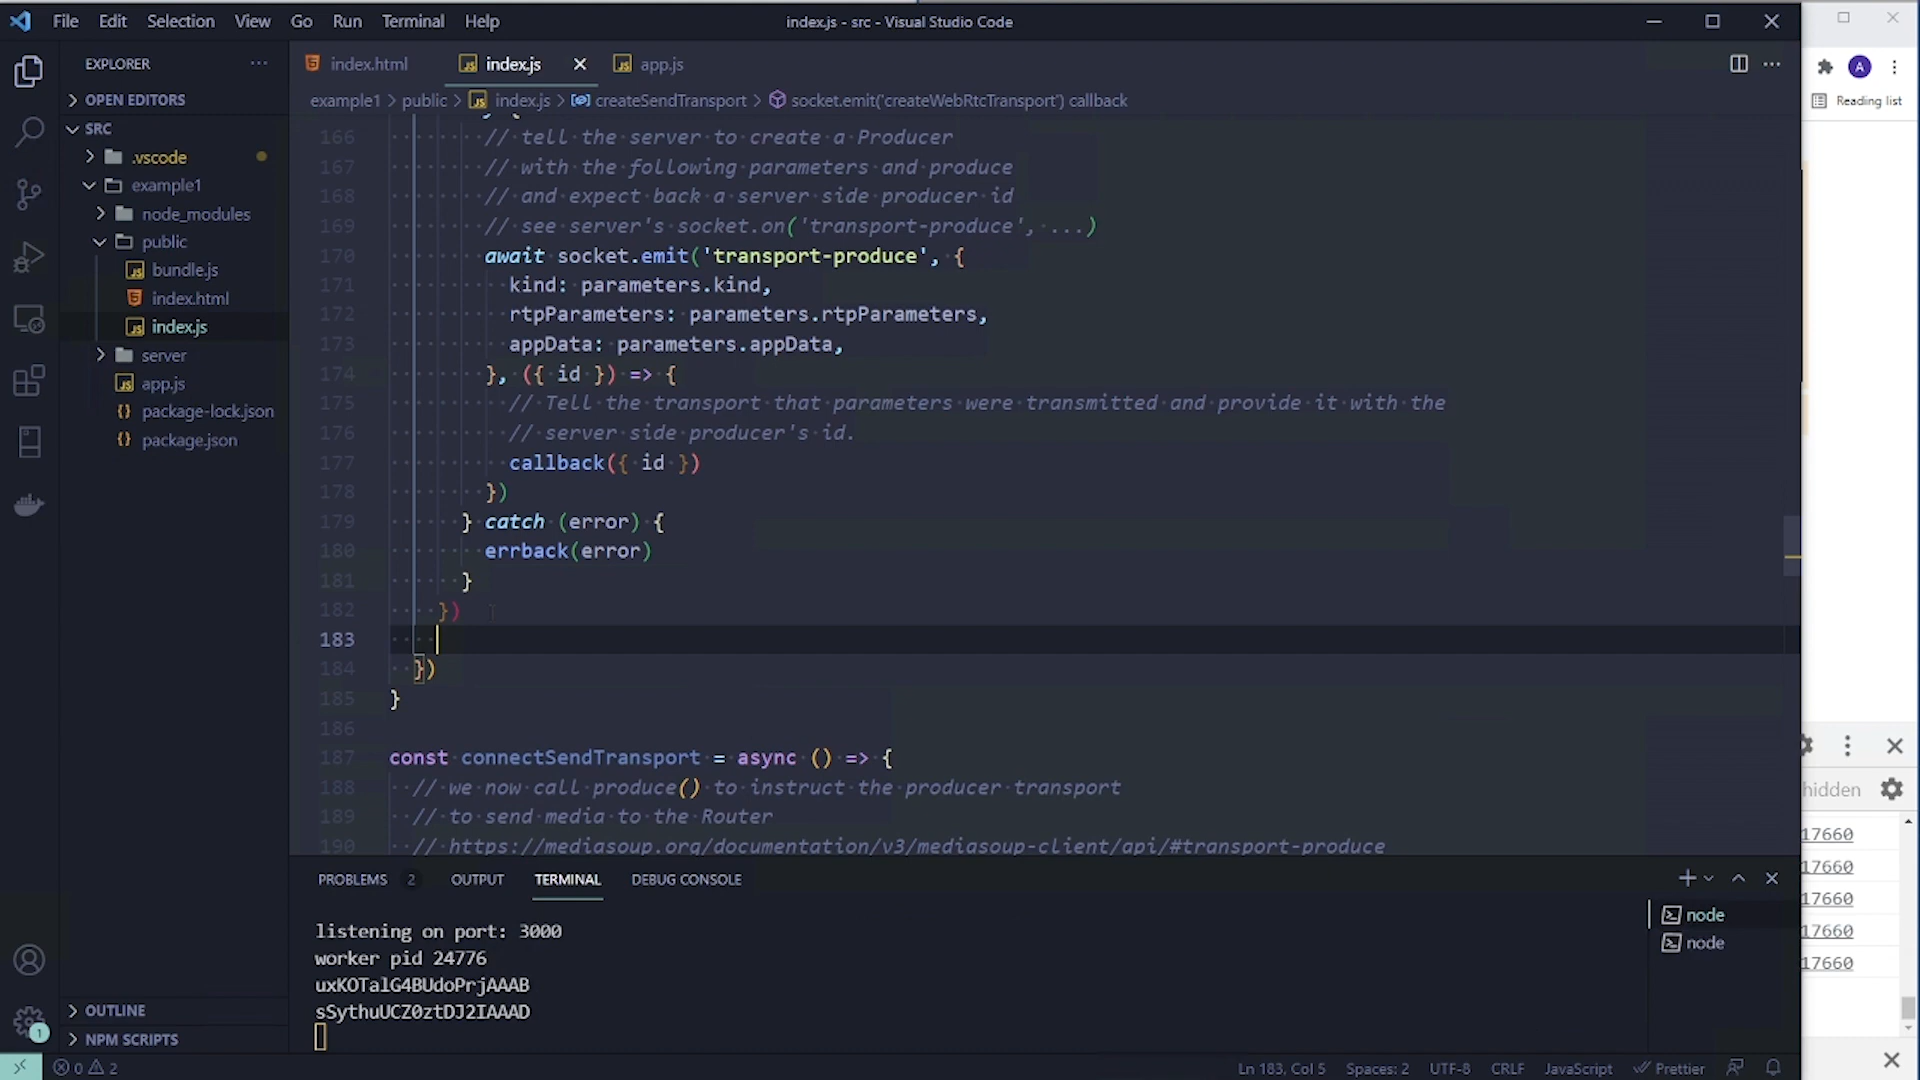 File Edit Selection View Go Run Terminal Help
index.js - src - Visual Studio Code
EXPLORER
index.html
index.js
app.js
Reading list
A
OPEN EDITORS
example1 > public > index.js > createSendTransport > socket.emit('createWebRtcTransport') callback
SRC
.vscode
example1
node_modules
public
bundle.js
index.html
index.js
server
app.js
package-lock.json
package.json
166 // tell the server to create a Producer
167 // with the following parameters and produce
168 // and expect back a server side producer id
169 // see server's socket.on('transport-produce', ...)
170 await socket.emit('transport-produce', {
171 kind: parameters.kind,
172 rtpParameters: parameters.rtpParameters,
173 appData: parameters.appData,
174 }, ({ id }) => {
175 // Tell the transport that parameters were transmitted and provide it with the
176 // server side producer's id.
177 callback({ id })
178 })
179 } catch (error) {
180 errback(error)
181 }
182 })
183
184 })
185 }
186
187 const connectSendTransport = async () => {
188 // we now call produce() to instruct the producer transport
189 // to send media to the Router
190 // https://mediasoup.org/documentation/v3/mediasoup-client/api/#transport-produce
hidden
17660
17660
17660
17660
17660
PROBLEMS 2 OUTPUT TERMINAL DEBUG CONSOLE
listening on port: 3000
worker pid 24776
uxKOTalG4BUdoPrjAAAB
sSythuUCZ0ztDJ2IAAAD
node
node
OUTLINE
NPM SCRIPTS
1
0 2
Ln 183, Col 5 Spaces: 2 UTF-8 CRLF JavaScript Prettier